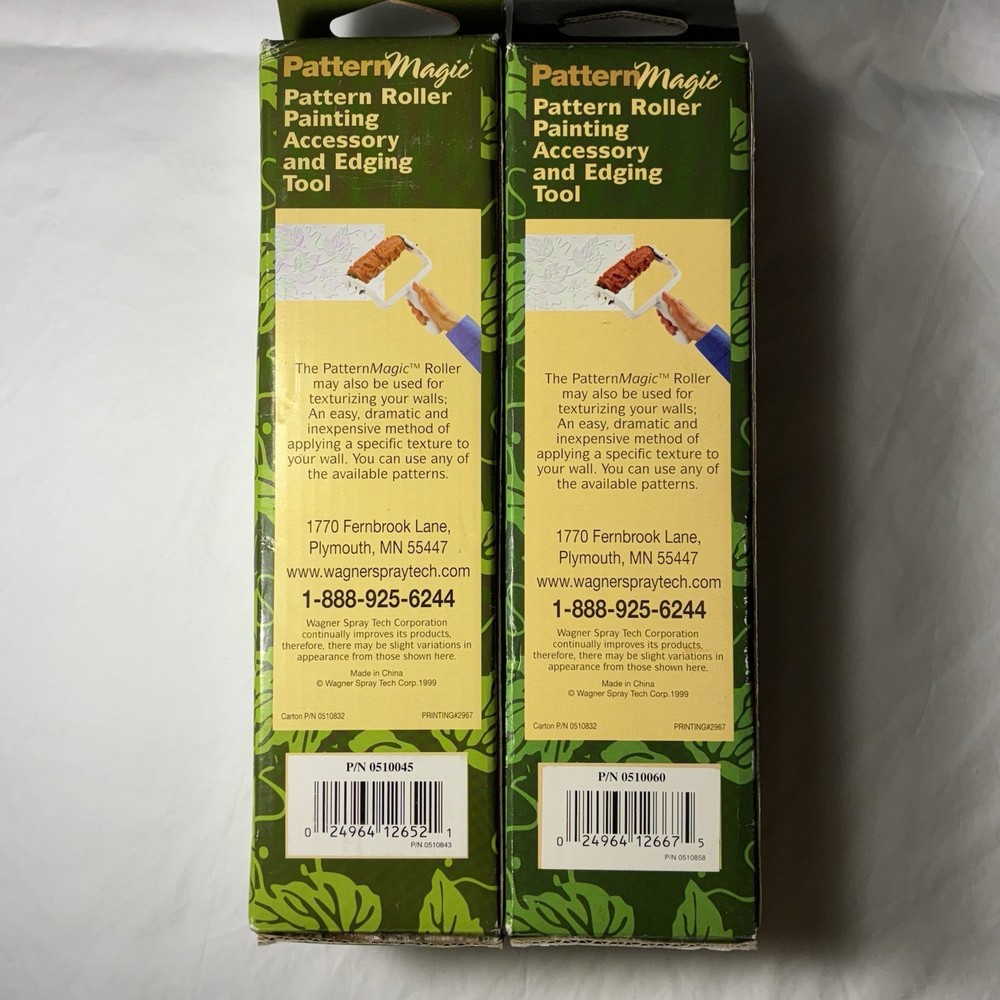 PatternMagic
Pattern Roller
Painting
Accessory
and Edging
Tool
The PatternMagic™ Roller
may also be used for
texturizing your walls;
An easy, dramatic and
inexpensive method of
applying a specific texture to
your wall. You can use any of
the available patterns.
1770 Fernbrook Lane,
Plymouth, MN 55447
www.wagnerspraytech.com
1-888-925-6244
Wagner Spray Tech Corporation
continually improves its products,
therefore, there may be slight variations in
appearance from those shown here.
Made in China
© Wagner Spray Tech Corp.1999
Carton P/N 0510832 PRINTING#2967
P/N 0510045
0 24964 12652 1
P/N 0510843
PatternMagic
Pattern Roller
Painting
Accessory
and Edging
Tool
The PatternMagic™ Roller
may also be used for
texturizing your walls;
An easy, dramatic and
inexpensive method of
applying a specific texture to
your wall. You can use any of
the available patterns.
1770 Fernbrook Lane,
Plymouth, MN 55447
www.wagnerspraytech.com
1-888-925-6244
Wagner Spray Tech Corporation
continually improves its products,
therefore, there may be slight variations in
appearance from those shown here.
Made in China
© Wagner Spray Tech Corp.1999
Carton P/N 0510832 PRINTING#2967
P/N 0510060
0 24964 12667 5
P/N 0510858